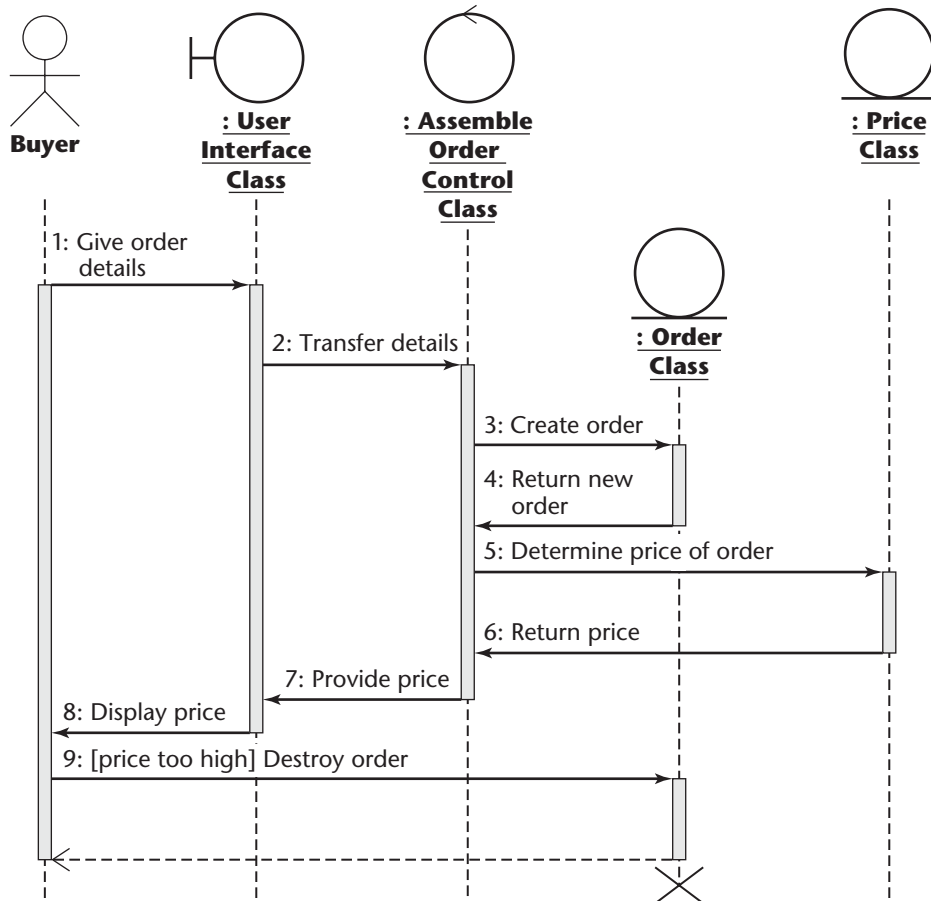 Buyer
: User
Interface
Class
: Assemble
Order
Control
Class
: Price
Class
1: Give order
details
: Order
Class
2: Transfer details
3: Create order
4: Return new
order
5: Determine price of order
6: Return price
7: Provide price
8: Display price
9: [price too high] Destroy order